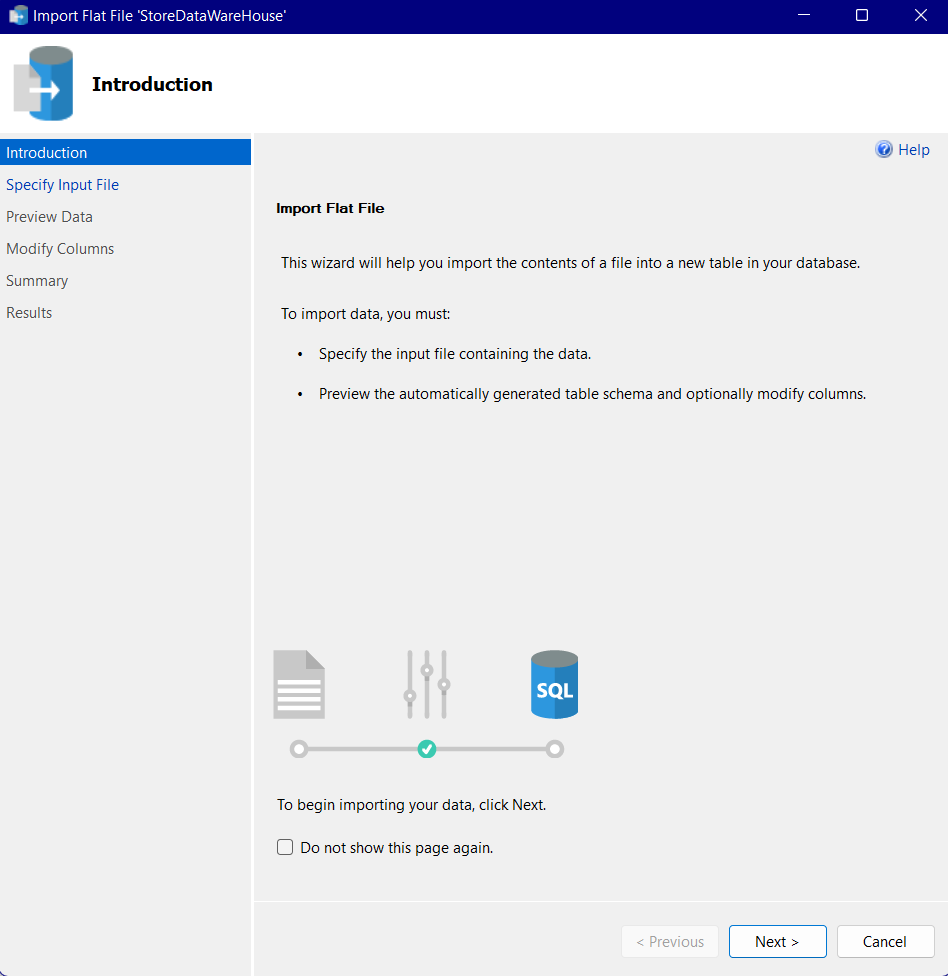 Import Flat File 'StoreDataWareHouse'
Introduction
Introduction
Specify Input File
Preview Data
Modify Columns
Summary
Results
Help
Import Flat File
This wizard will help you import the contents of a file into a new table in your database.
To import data, you must:
• Specify the input file containing the data.
• Preview the automatically generated table schema and optionally modify columns.
SQL
To begin importing your data, click Next.
Do not show this page again.
< Previous
Next >
Cancel